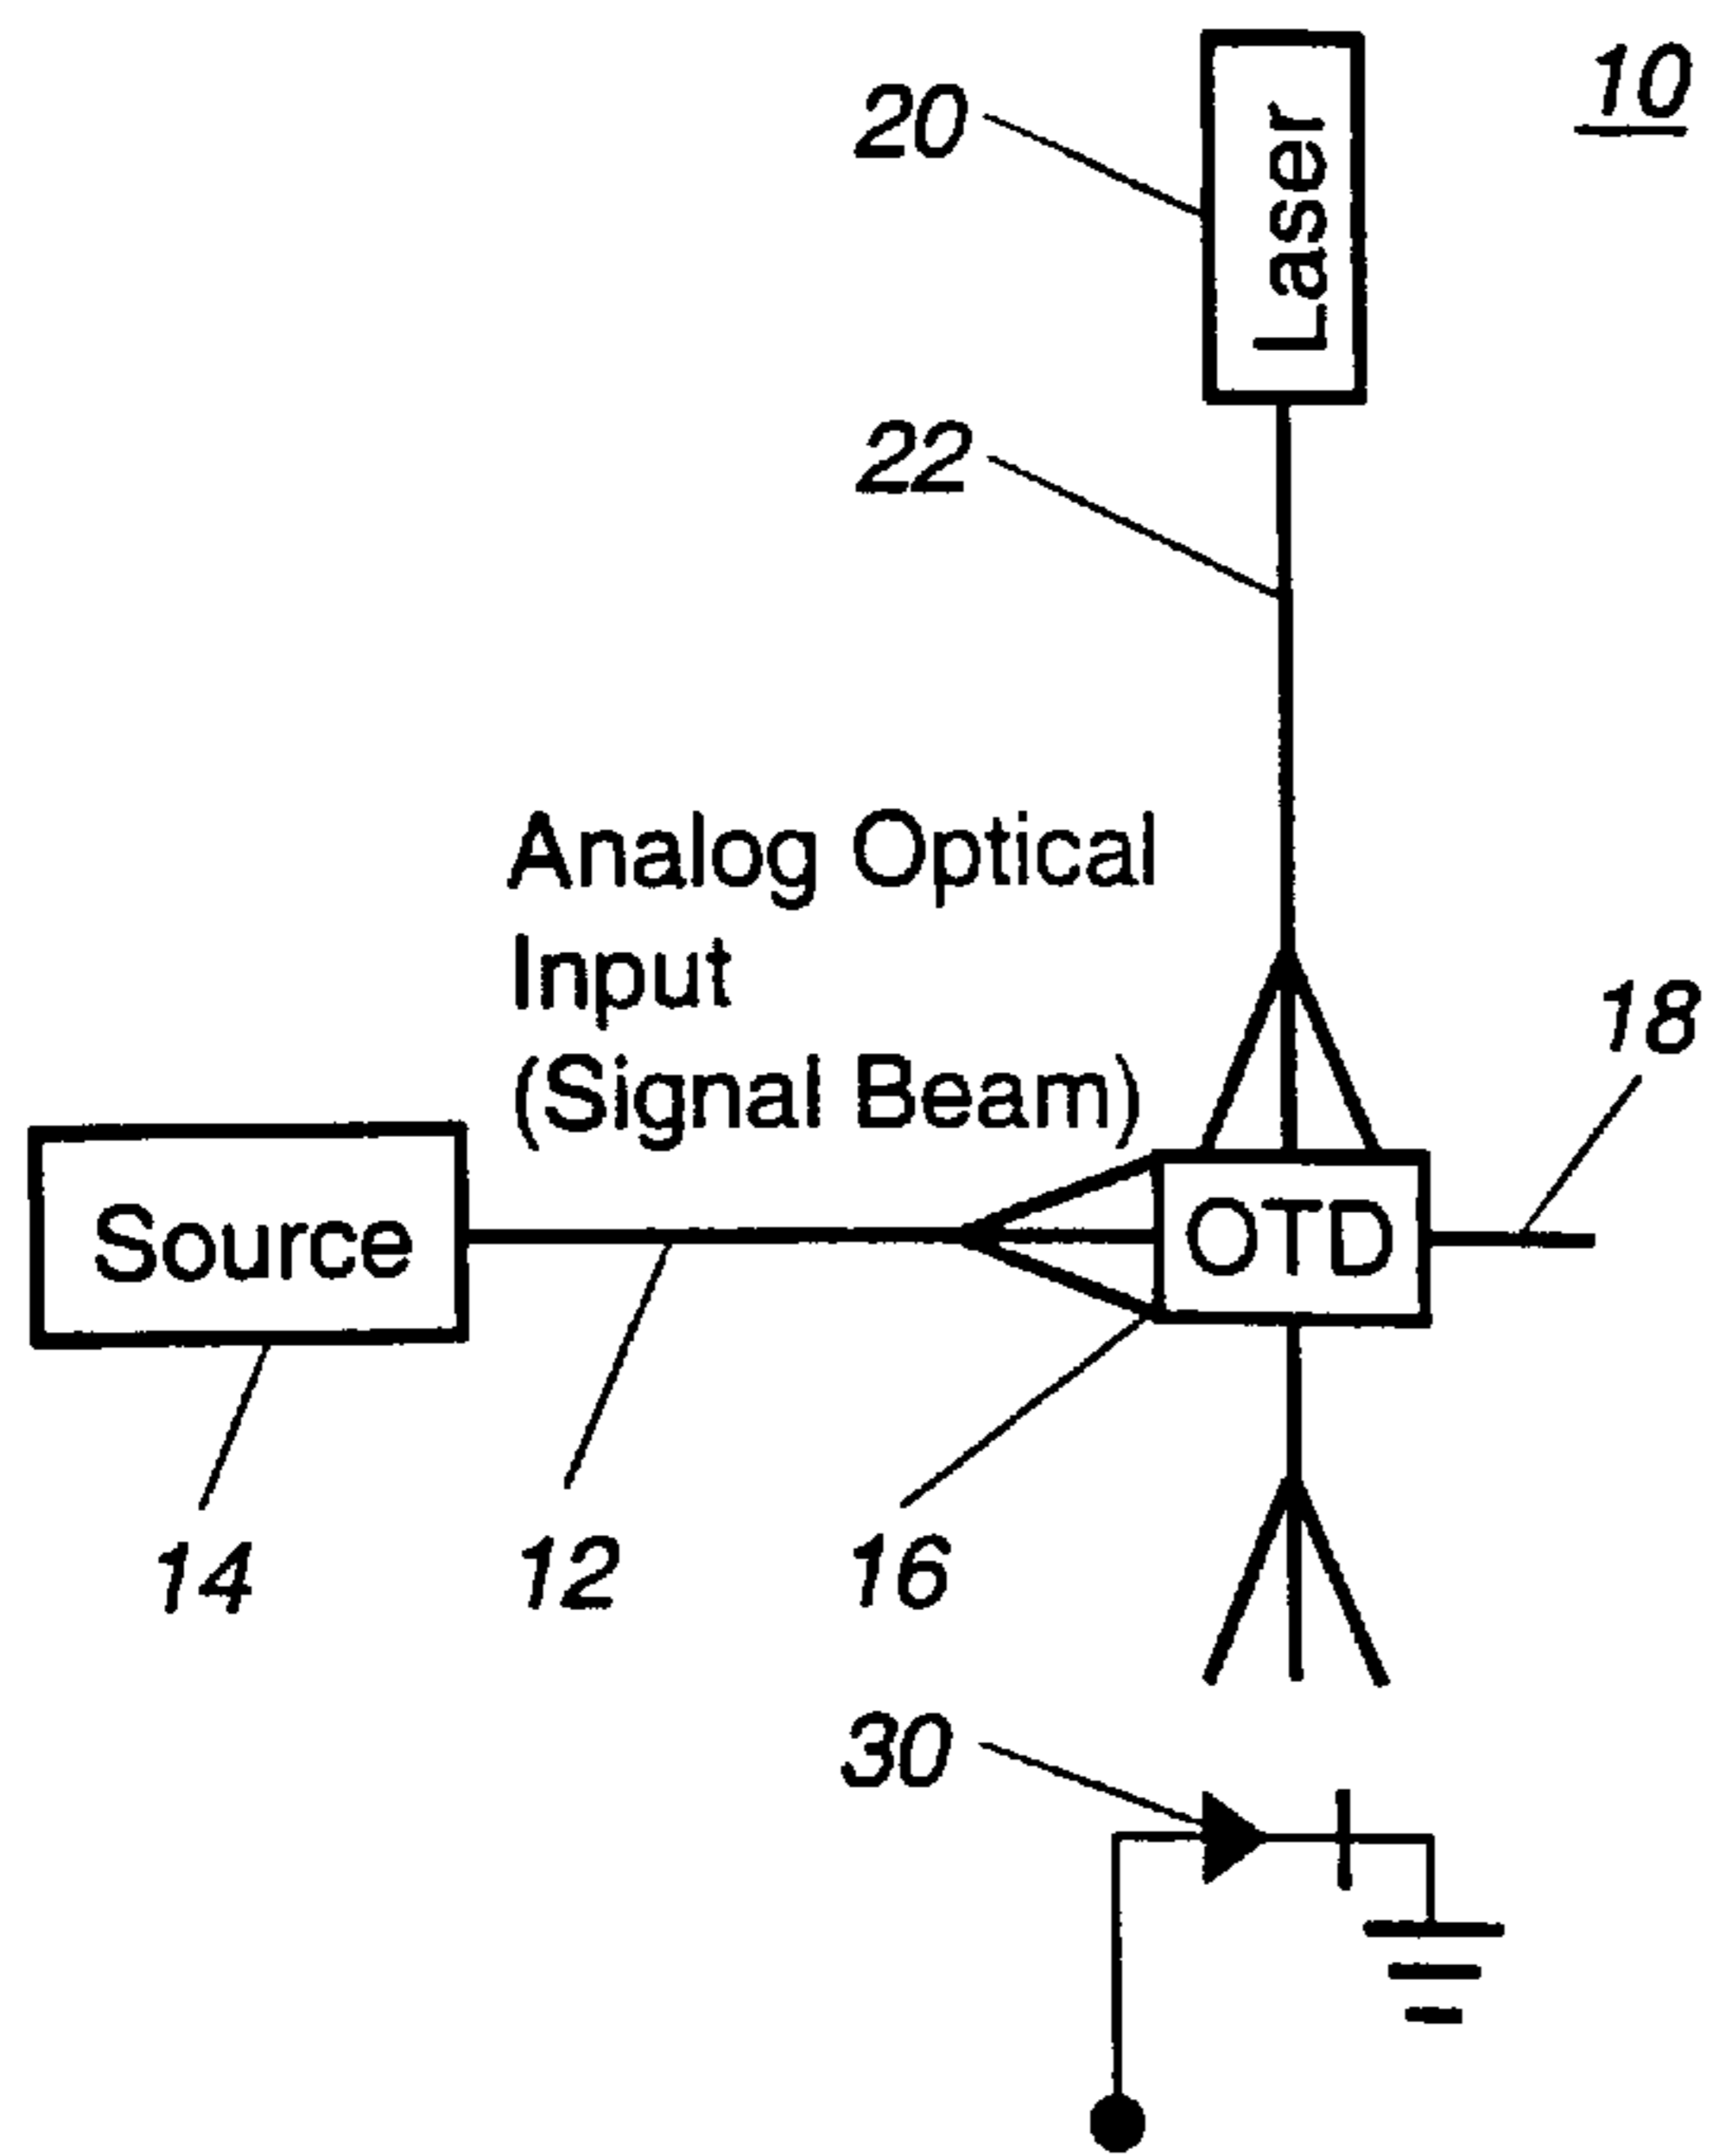 10
20
Laser
22
Analog Optical
Input
(Signal Beam)
18
Source
OTD
14
12
16
30